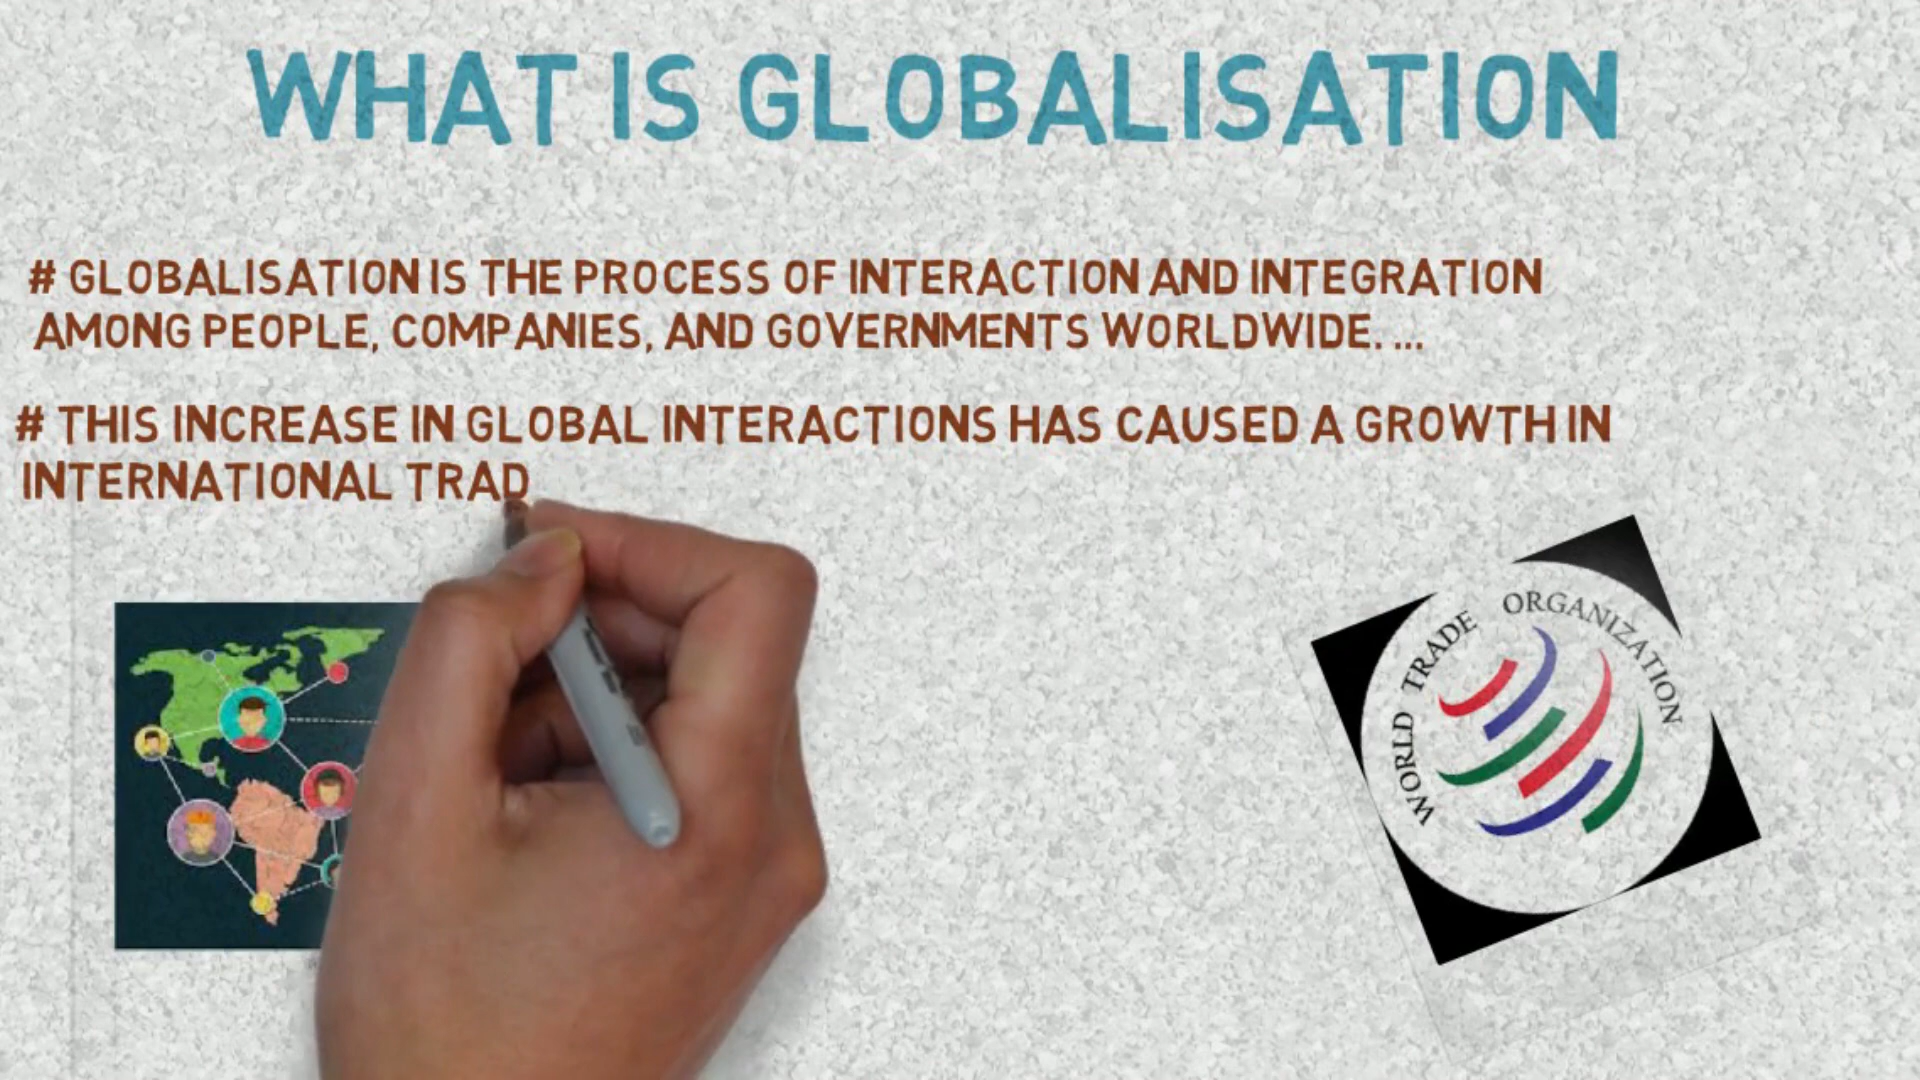 WHAT IS GLOBALISATION
# GLOBALISATION IS THE PROCESS OF INTERACTION AND INTEGRATION
AMONG PEOPLE, COMPANIES, AND GOVERNMENTS WORLDWIDE. ...
# THIS INCREASE IN GLOBAL INTERACTIONS HAS CAUSED A GROWTH IN
INTERNATIONAL TRAD
WORLD TRADE ORGANIZATION